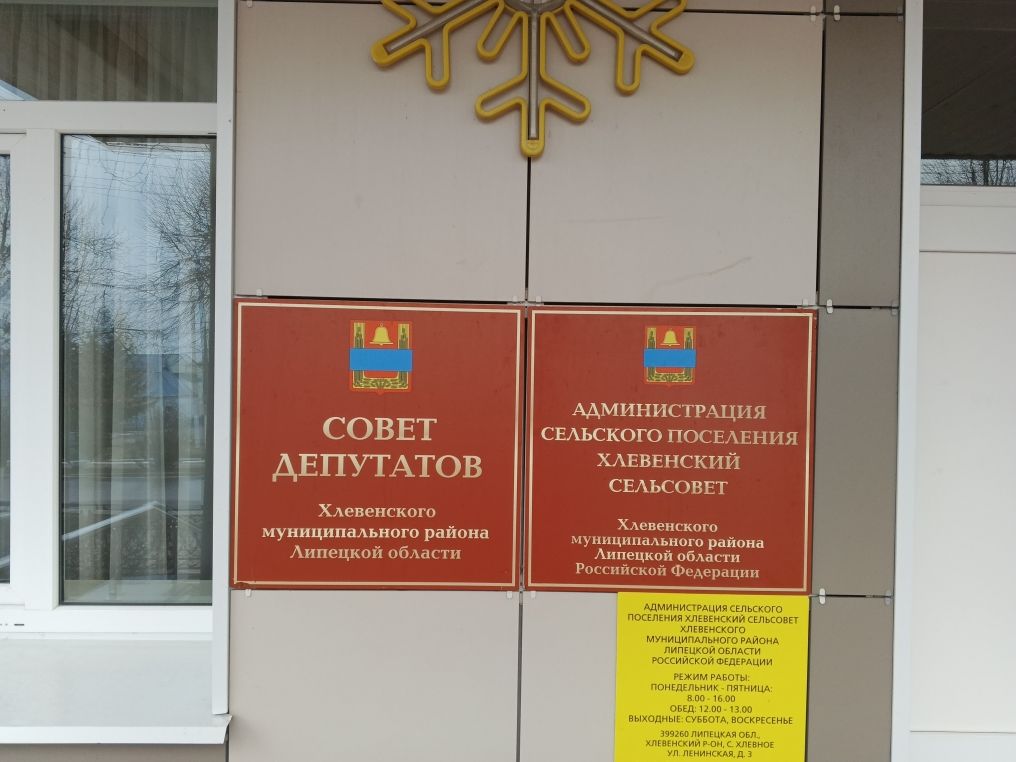 СОВЕТ
ДЕПУТАТОВ
Хлевенского
муниципального района
Липецкой области
АДМИНИСТРАЦИЯ
СЕЛЬСКОГО ПОСЕЛЕНИЯ
ХЛЕВЕНСКИЙ
СЕЛЬСОВЕТ
Хлевенского
муниципального района
Липецкой области
Российской Федерации
АДМИНИСТРАЦИЯ СЕЛЬСКОГО
ПОСЕЛЕНИЯ ХЛЕВЕНСКИЙ СЕЛЬСОВЕТ
ХЛЕВЕНСКОГО
МУНИЦИПАЛЬНОГО РАЙОНА
ЛИПЕЦКОЙ ОБЛАСТИ
РОССИЙСКОЙ ФЕДЕРАЦИИ
РЕЖИМ РАБОТЫ:
ПОНЕДЕЛЬНИК - ПЯТНИЦА:
8.00 - 16.00
ОБЕД: 12.00 - 13.00
ВЫХОДНЫЕ: СУББОТА, ВОСКРЕСЕНЬЕ
399260 ЛИПЕЦКАЯ ОБЛ.,
ХЛЕВЕНСКИЙ Р-ОН, С. ХЛЕВНОЕ
УЛ. ЛЕНИНСКАЯ, Д. 3